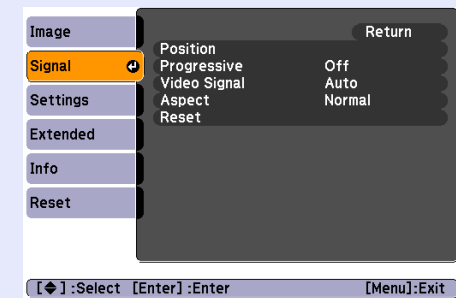 Image
Signal
Settings
Extended
Info
Reset
Return
Position
Progressive Off
Video Signal Auto
Aspect Normal
Reset
[◆] :Select [Enter] :Enter [Menu]:Exit